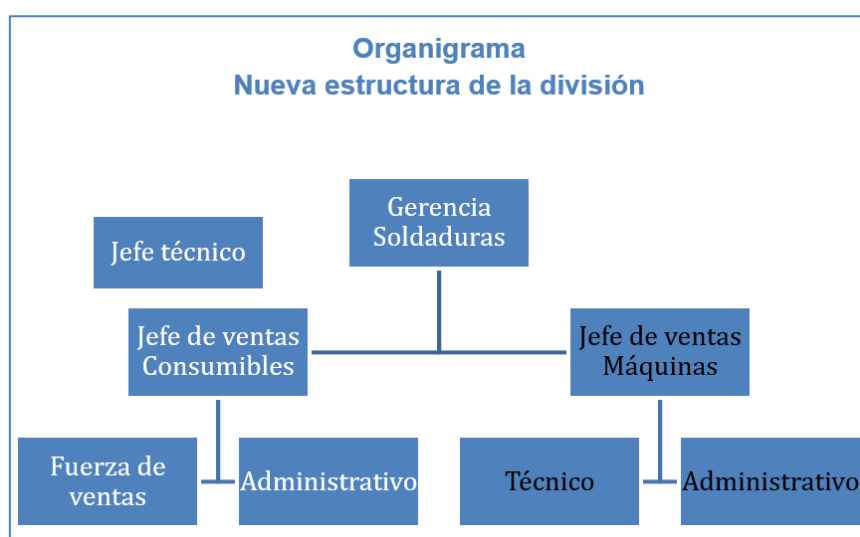 Organigrama
Nueva estructura de la división
Gerencia
Soldaduras
Jefe técnico
Jefe de ventas
Consumibles
Jefe de ventas
Máquinas
Fuerza de
ventas
Administrativo
Técnico
Administrativo